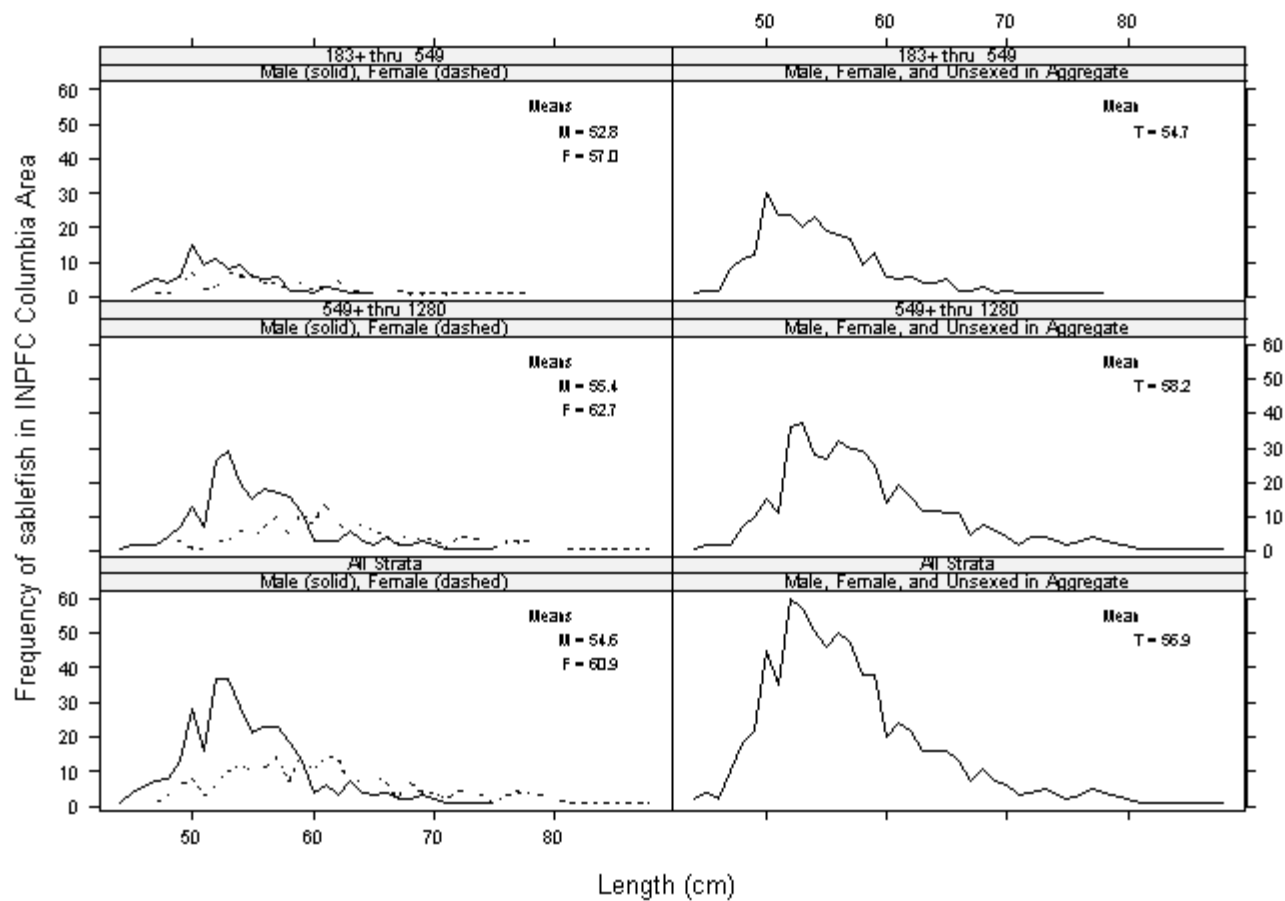 50 60 70 80
183+ thru 549
183+ thru 549
Male (solid), Female (dashed)
Male, Female, and Unsexed in Aggregate
60
50
40
30
20
10
0
Means
M = 52.8
F = 57.0
Mean
T = 54.7
549+ thru 1280
549+ thru 1280
Male (solid), Female (dashed)
Male, Female, and Unsexed in Aggregate
Means
M = 55.4
F = 62.7
Mean
T = 58.2
60
50
40
30
20
10
0
All Strata
All Strata
Male (solid), Female (dashed)
Male, Female, and Unsexed in Aggregate
60
50
40
30
20
10
0
Means
M = 54.6
F = 60.9
Mean
T = 56.9
50 60 70 80
Frequency of sablefish in INPFC Columbia Area
Length (cm)